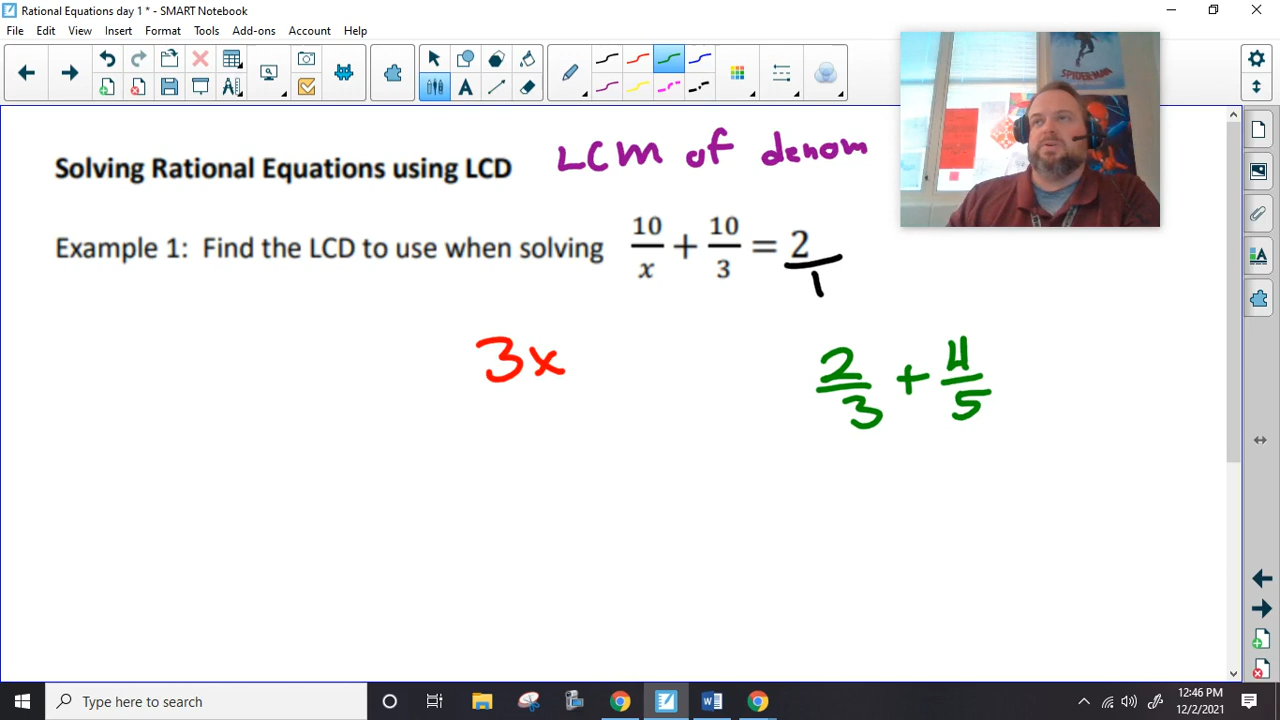 Rational Equations day 1 * - SMART Notebook
File Edit View Insert Format Tools Add-ons Account Help
SPIDER-MAN
Solving Rational Equations using LCD LCM of denom
Example 1: Find the LCD to use when solving 10/x + 10/3 = 2/1
3x
2/3 + 4/5
Type here to search
12:46 PM
12/2/2021